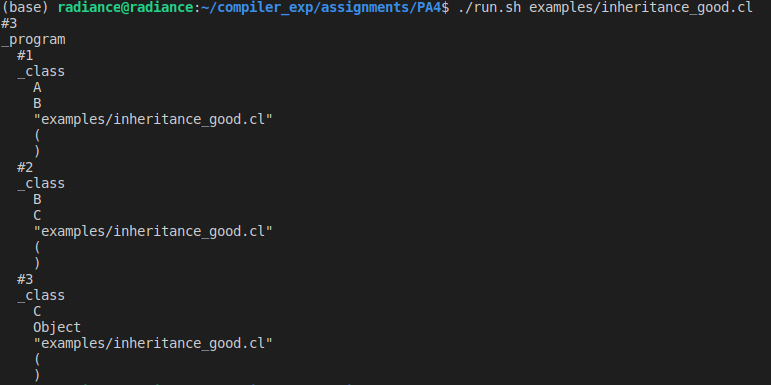 (base) radiance@radiance:~/compiler_exp/assignments/PA4$ ./run.sh examples/inheritance_good.cl
#3
_program
  #1
  _class
    A
    B
    "examples/inheritance_good.cl"
    (
    )
  #2
  _class
    B
    C
    "examples/inheritance_good.cl"
    (
    )
  #3
  _class
    C
    Object
    "examples/inheritance_good.cl"
    (
    )